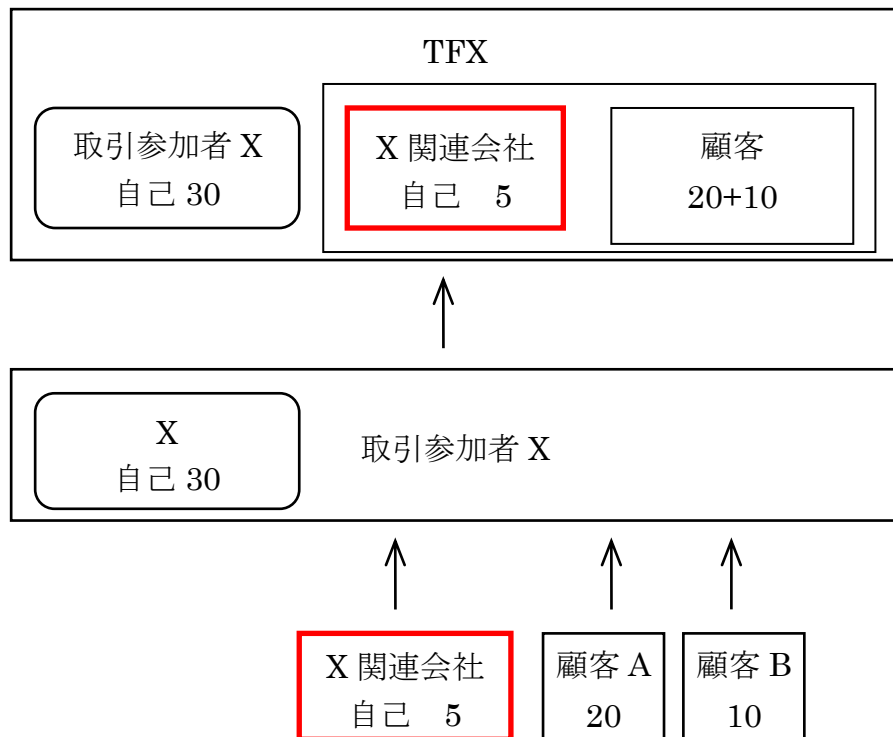 TFX
取引参加者 X
自己 30
X 関連会社
自己 5
顧客
20+10
X
自己 30
取引参加者 X
X 関連会社
自己 5
顧客 A
20
顧客 B
10